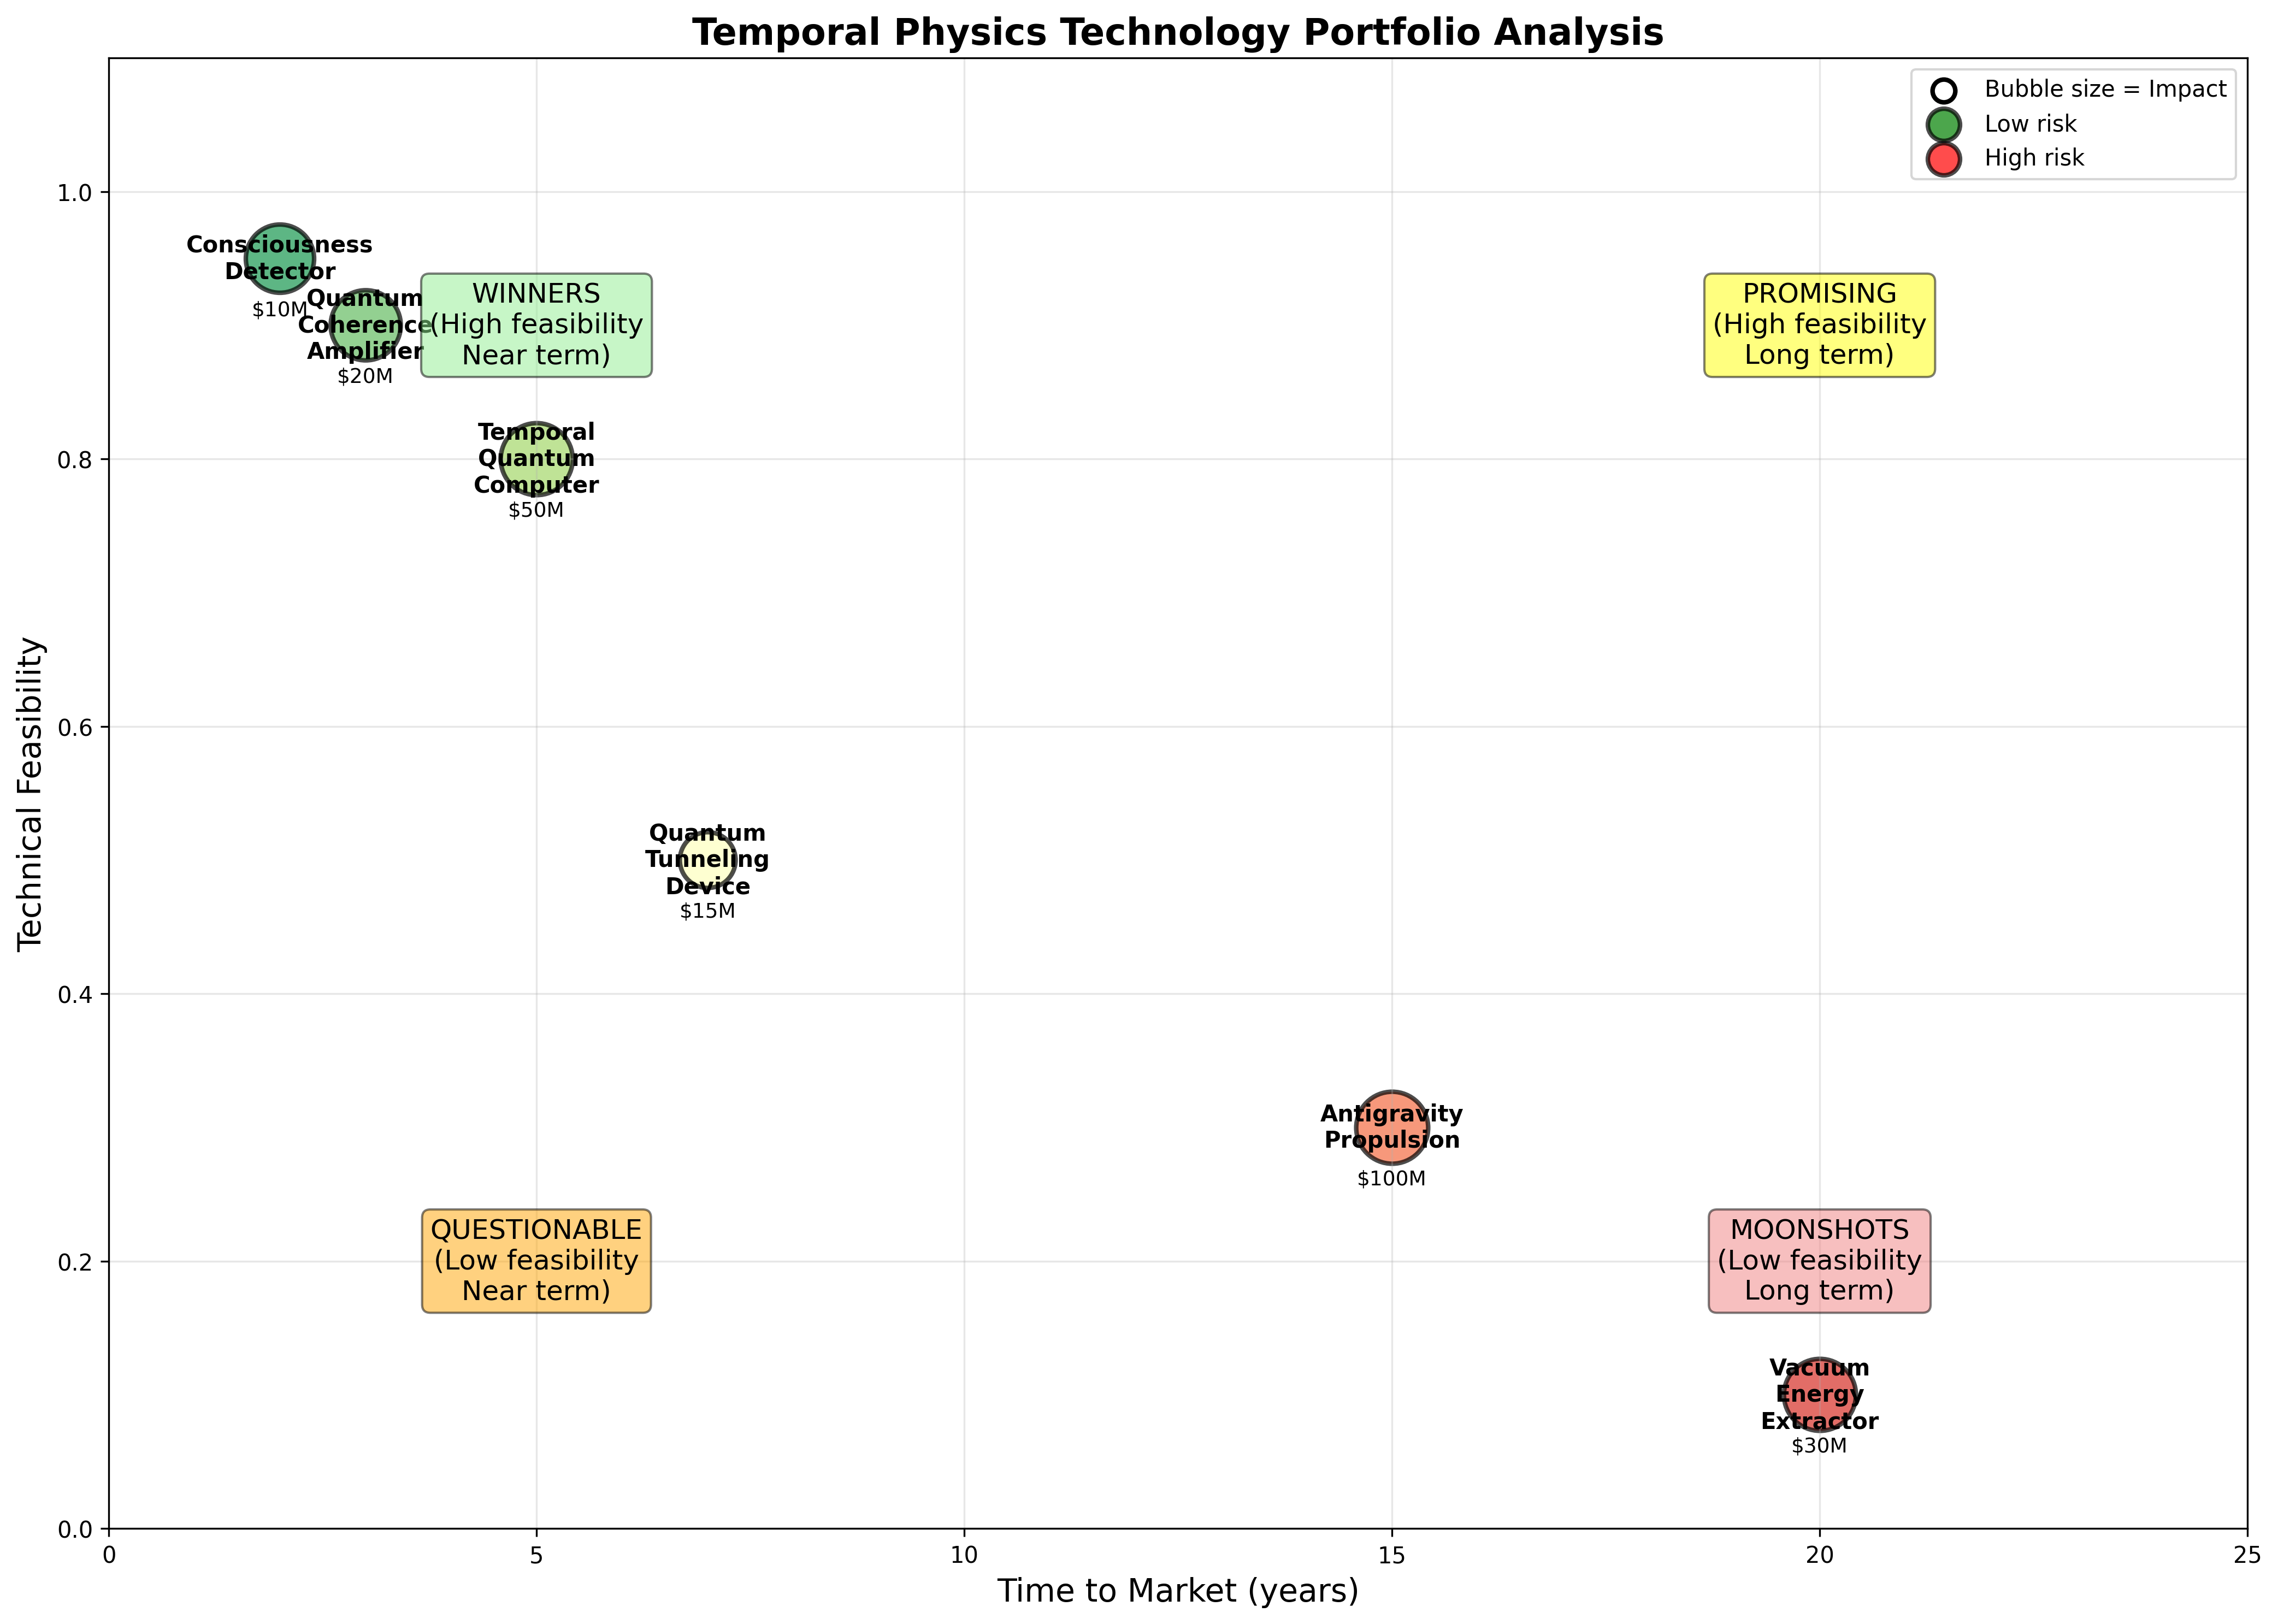 Temporal Physics Technology Portfolio Analysis
Bubble size = Impact
Low risk
High risk
Technical Feasibility
1.0
0.8
0.6
0.4
0.2
0.0
Consciousness
Detector
$10M
Quantum
Coherence
Amplifier
$20M
WINNERS
(High feasibility
Near term)
PROMISING
(High feasibility
Long term)
Temporal
Quantum
Computer
$50M
Quantum
Tunneling
Device
$15M
Antigravity
Propulsion
$100M
QUESTIONABLE
(Low feasibility
Near term)
MOONSHOTS
(Low feasibility
Long term)
Vacuum
Energy
Extractor
$30M
0
5
10
15
20
25
Time to Market (years)